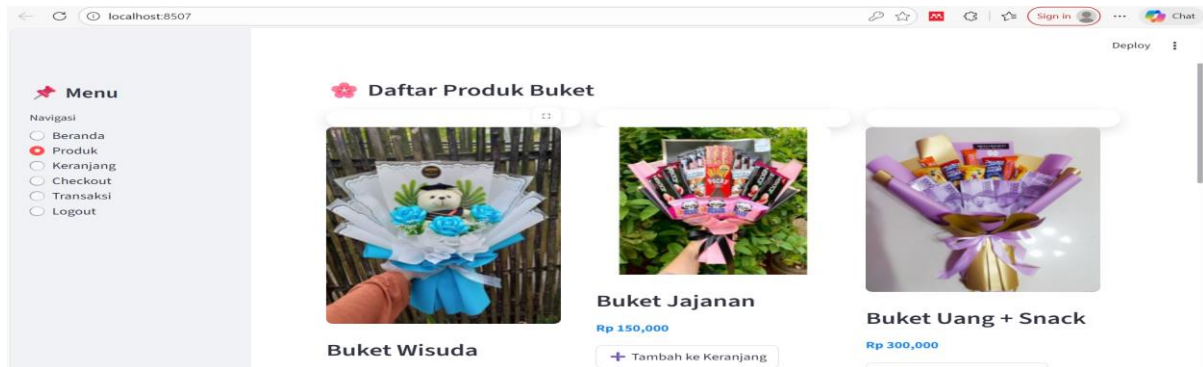 localhost:8507
Sign in
Chat
Deploy
Menu
Navigasi
Beranda
Produk
Keranjang
Checkout
Transaksi
Logout
Daftar Produk Buket
Buket Wisuda
Buket Jajanan
Rp 150,000
Tambah ke Keranjang
Buket Uang + Snack
Rp 300,000